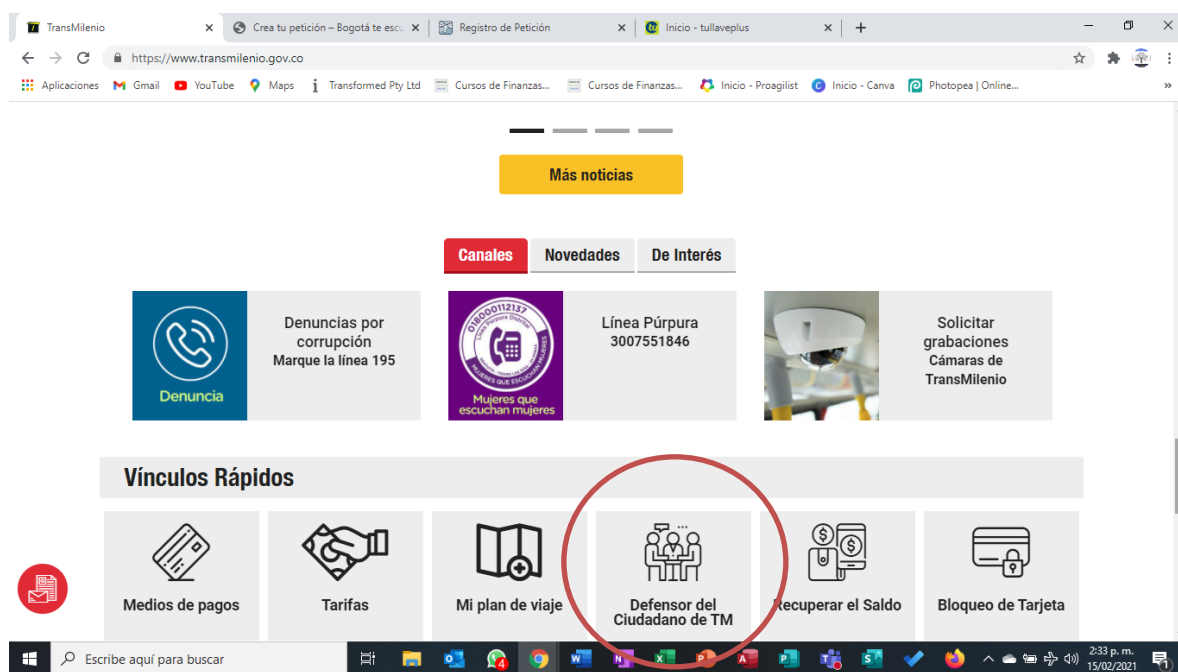 TransMilenio
Crea tu petición – Bogotá te escu
Registro de Petición
Inicio - tullaveplus
https://www.transmilenio.gov.co
Aplicaciones
Gmail
YouTube
Maps
Transformed Pty Ltd
Cursos de Finanzas...
Cursos de Finanzas...
Inicio - Proagilist
Inicio - Canva
Photopea | Online...
Más noticias
Canales
Novedades
De Interés
Denuncia
Denuncias por
corrupción
Marque la línea 195
018000112137
Línea Púrpura Distrital
MUJERES QUE ESCUCHAN MUJERES
Mujeres que
escuchan mujeres
Línea Púrpura
3007551846
Solicitar
grabaciones
Cámaras de
TransMilenio
Vínculos Rápidos
Medios de pagos
Tarifas
Mi plan de viaje
Defensor del
Ciudadano de TM
Recuperar el Saldo
Bloqueo de Tarjeta
Escribe aquí para buscar
2:33 p. m.
15/02/2021